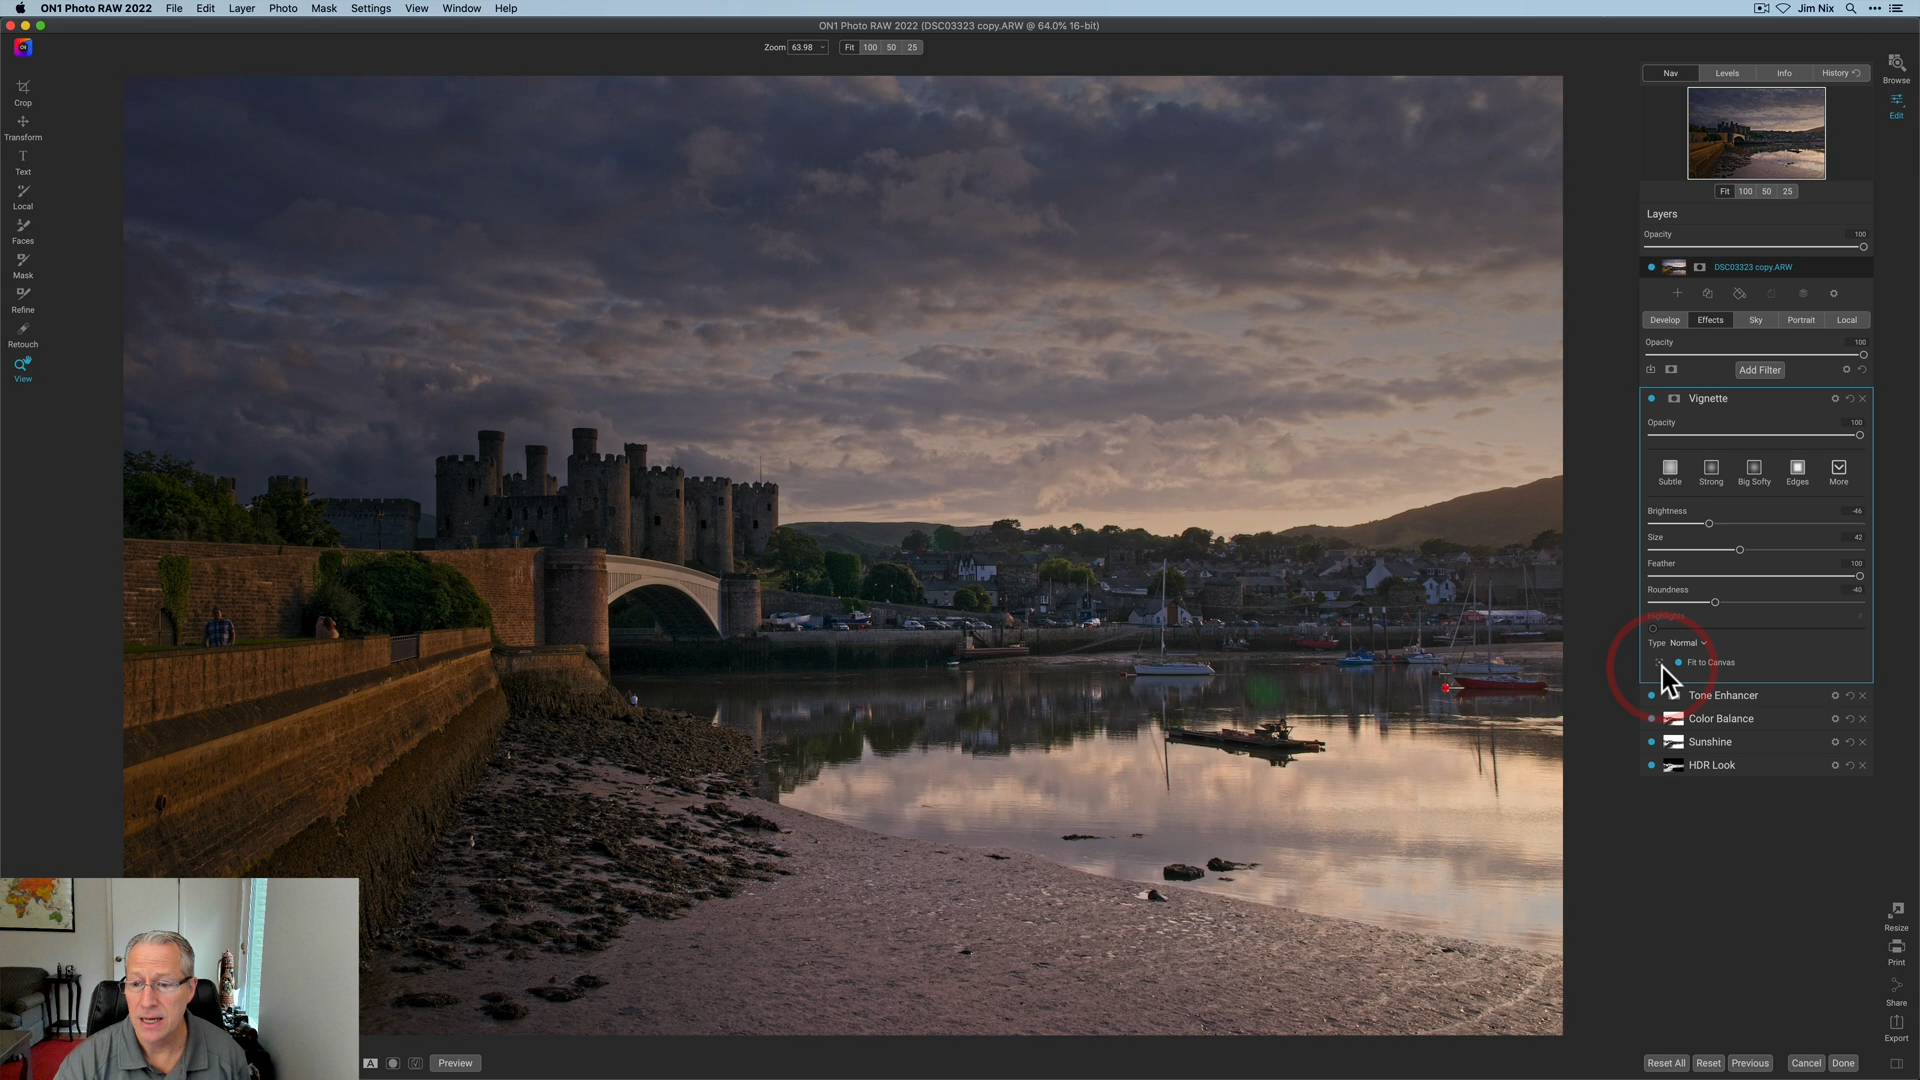 ON1 Photo RAW 2022 File Edit Layer Photo Mask Settings View Window Help Jim Nix
ON1 Photo RAW 2022 (DSC03323 copy.ARW @ 64.0% 16-bit)
Zoom 63.98 Fit 100 50 25
Crop
Transform
Text
Local
Faces
Mask
Refine
Retouch
View
Nav Levels Info History
Browse
Edit
Fit 100 50 25
Layers
Opacity 100
DSC03323 copy.ARW
Develop Effects Sky Portrait Local
Opacity 100
Add Filter
Vignette
Opacity 100
Subtle Strong Big Softy Edges More
Brightness -46
Size 42
Feather 100
Roundness -40
Highlights
Type Normal
Fit to Canvas
Tone Enhancer
Color Balance
Sunshine
HDR Look
Resize
Print
Share
Export
A Preview
Reset All Reset Previous Cancel Done